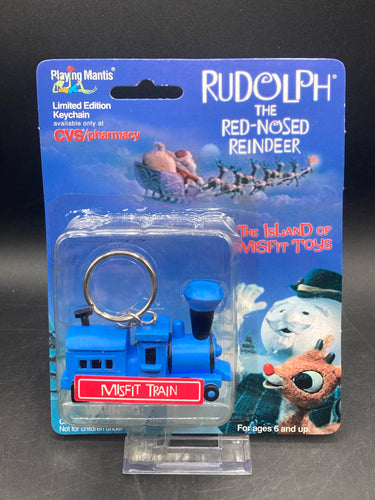 Playing Mantis®
Limited Edition
Keychain
available only at
CVS/pharmacy
RUDOLPH®
THE
RED-NOSED
REINDEER
THE ISLAND OF
MISFIT TOYS
MISFIT TRAIN
Not for children under
For ages 6 and up.